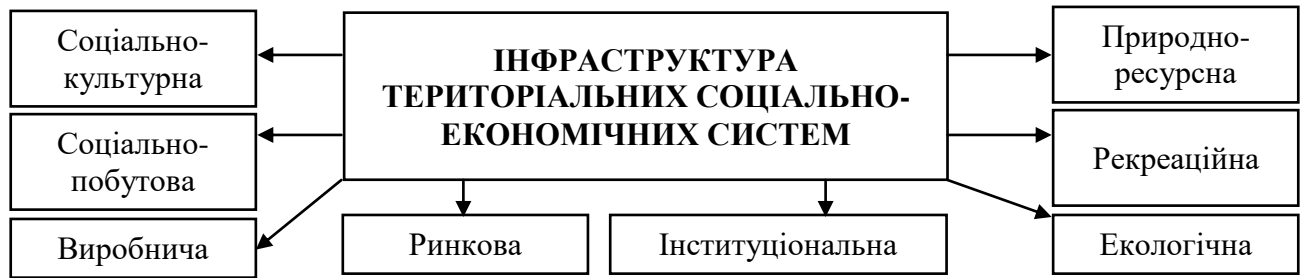 Соціально-
культурна
ІНФРАСТРУКТУРА
ТЕРИТОРІАЛЬНИХ СОЦІАЛЬНО-
ЕКОНОМІЧНИХ СИСТЕМ
Природно-
ресурсна
Соціально-
побутова
Рекреаційна
Виробнича
Ринкова
Інституціональна
Екологічна